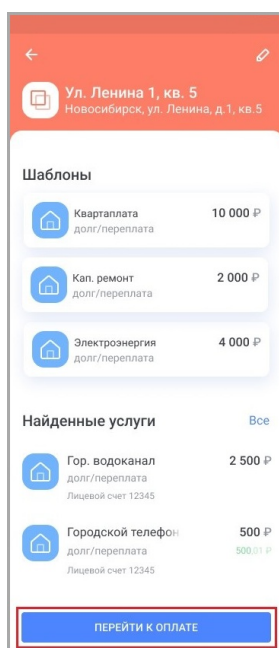 Ул. Ленина 1, кв. 5
Новосибирск, ул. Ленина, д.1, кв.5
Шаблоны
Квартаплата 10 000 ₽
долг/переплата
Кап. ремонт 2 000 ₽
долг/переплата
Электроэнергия 4 000 ₽
долг/переплата
Найденные услуги Все
Гор. водоканал 2 500 ₽
долг/переплата
Лицевой счет 12345
Городской телефон 500 ₽
долг/переплата 500,01 ₽
Лицевой счет 12345
ПЕРЕЙТИ К ОПЛАТЕ